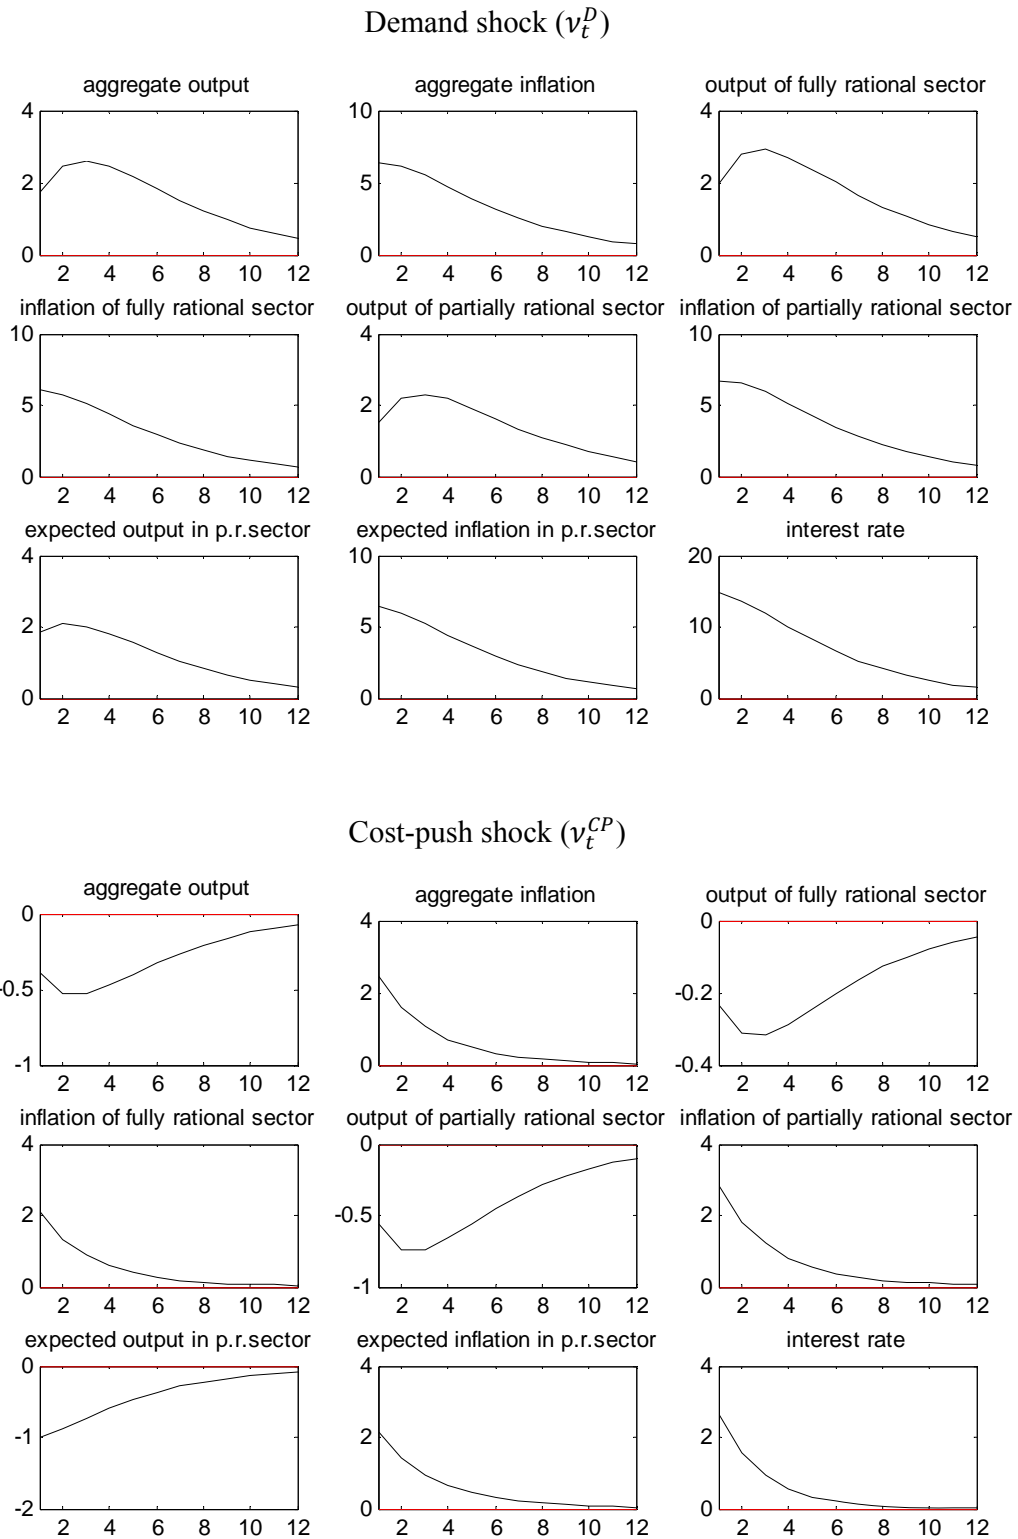 Demand shock (ν_t^D)
aggregate output
aggregate inflation
output of fully rational sector
4
2
0
2 4 6 8 10 12
10
5
0
2 4 6 8 10 12
4
2
0
2 4 6 8 10 12
inflation of fully rational sector
output of partially rational sector
inflation of partially rational sector
10
5
0
2 4 6 8 10 12
4
2
0
2 4 6 8 10 12
10
5
0
2 4 6 8 10 12
expected output in p.r.sector
expected inflation in p.r.sector
interest rate
4
2
0
2 4 6 8 10 12
10
5
0
2 4 6 8 10 12
20
10
0
2 4 6 8 10 12
Cost-push shock (ν_t^CP)
aggregate output
aggregate inflation
output of fully rational sector
0
-0.5
-1
2 4 6 8 10 12
4
2
0
2 4 6 8 10 12
0
-0.2
-0.4
2 4 6 8 10 12
inflation of fully rational sector
output of partially rational sector
inflation of partially rational sector
4
2
0
2 4 6 8 10 12
0
-0.5
-1
2 4 6 8 10 12
4
2
0
2 4 6 8 10 12
expected output in p.r.sector
expected inflation in p.r.sector
interest rate
0
-1
-2
2 4 6 8 10 12
4
2
0
2 4 6 8 10 12
4
2
0
2 4 6 8 10 12